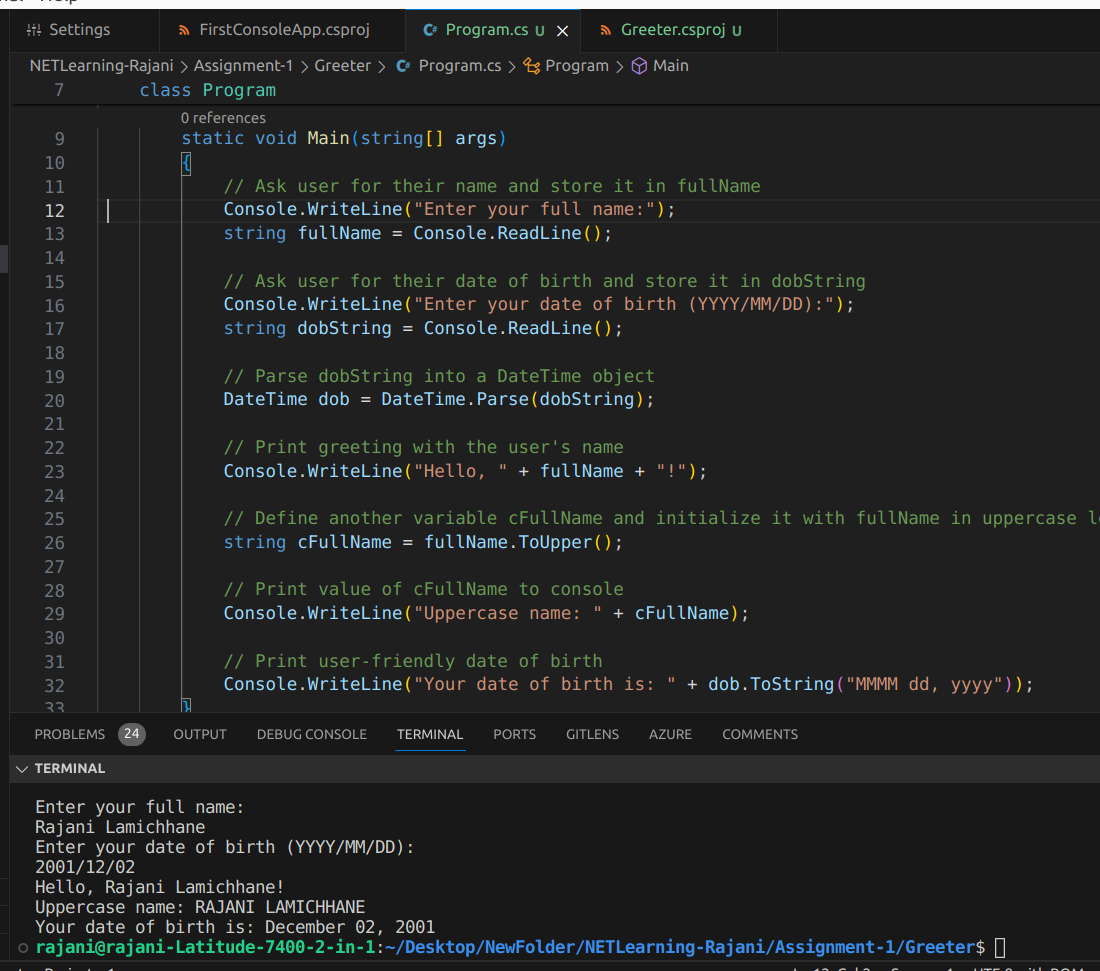 Settings FirstConsoleApp.csproj Program.cs U Greeter.csproj U
NETLearning-Rajani > Assignment-1 > Greeter > Program.cs > Program > Main
7 class Program
0 references
9 static void Main(string[] args)
10 {
11 // Ask user for their name and store it in fullName
12 Console.WriteLine("Enter your full name:");
13 string fullName = Console.ReadLine();
14
15 // Ask user for their date of birth and store it in dobString
16 Console.WriteLine("Enter your date of birth (YYYY/MM/DD):");
17 string dobString = Console.ReadLine();
18
19 // Parse dobString into a DateTime object
20 DateTime dob = DateTime.Parse(dobString);
21
22 // Print greeting with the user's name
23 Console.WriteLine("Hello, " + fullName + "!");
24
25 // Define another variable cFullName and initialize it with fullName in uppercase
26 string cFullName = fullName.ToUpper();
27
28 // Print value of cFullName to console
29 Console.WriteLine("Uppercase name: " + cFullName);
30
31 // Print user-friendly date of birth
32 Console.WriteLine("Your date of birth is: " + dob.ToString("MMMM dd, yyyy"));
33 }
PROBLEMS 24 OUTPUT DEBUG CONSOLE TERMINAL PORTS GITLENS AZURE COMMENTS
TERMINAL
Enter your full name:
Rajani Lamichhane
Enter your date of birth (YYYY/MM/DD):
2001/12/02
Hello, Rajani Lamichhane!
Uppercase name: RAJANI LAMICHHANE
Your date of birth is: December 02, 2001
rajani@rajani-Latitude-7400-2-in-1:~/Desktop/NewFolder/NETLearning-Rajani/Assignment-1/Greeter$